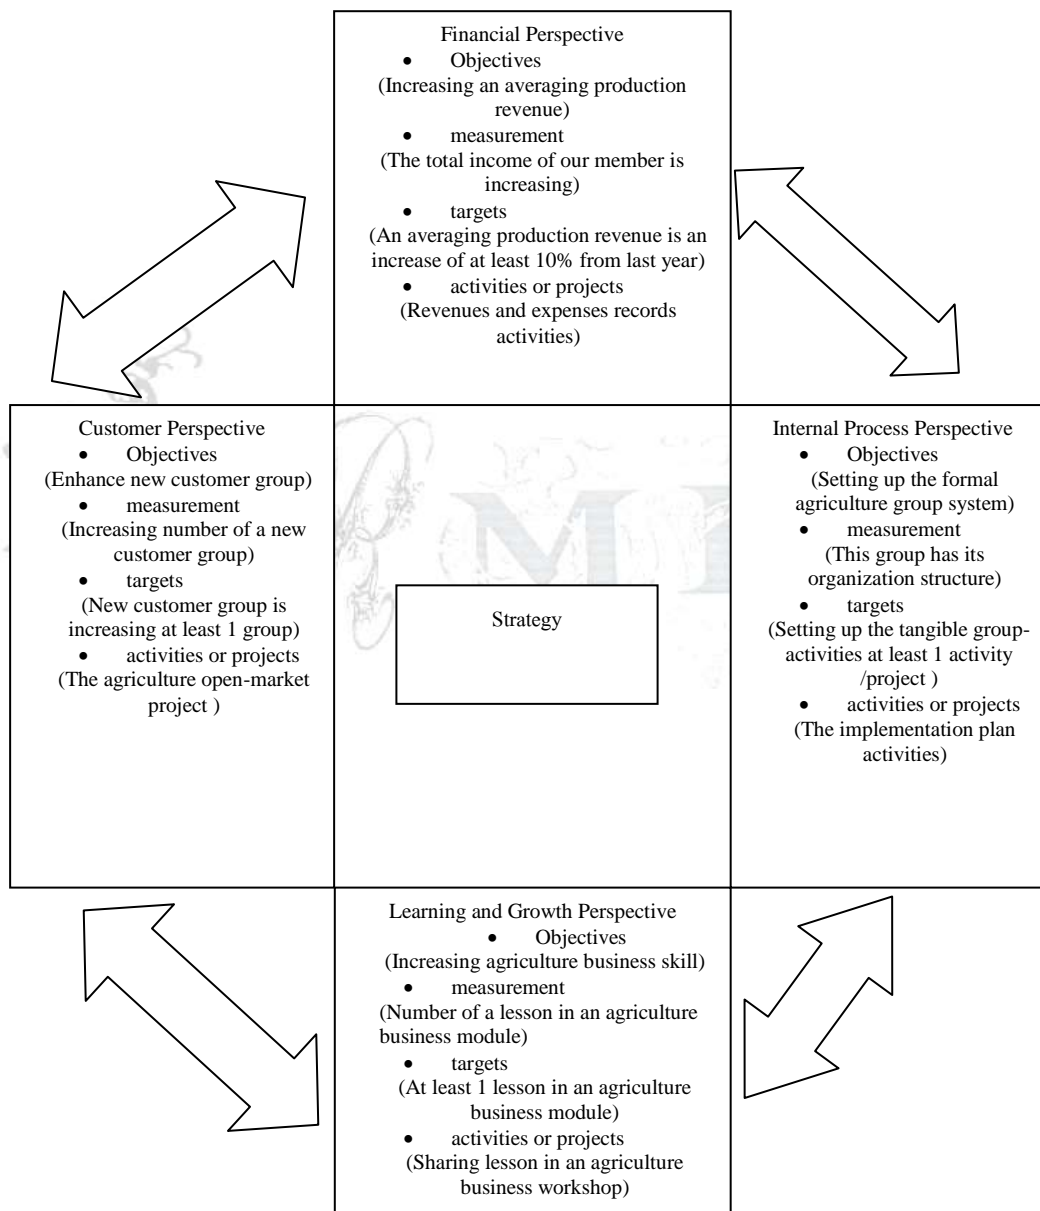 Financial Perspective
• Objectives
(Increasing an averaging production
revenue)
• measurement
(The total income of our member is
increasing)
• targets
(An averaging production revenue is an
increase of at least 10% from last year)
• activities or projects
(Revenues and expenses records
activities)
Customer Perspective
• Objectives
(Enhance new customer group)
• measurement
(Increasing number of a new
customer group)
• targets
(New customer group is
increasing at least 1 group)
• activities or projects
(The agriculture open-market
project )
Strategy
Internal Process Perspective
• Objectives
(Setting up the formal
agriculture group system)
• measurement
(This group has its
organization structure)
• targets
(Setting up the tangible group-
activities at least 1 activity
/project )
• activities or projects
(The implementation plan
activities)
Learning and Growth Perspective
• Objectives
(Increasing agriculture business skill)
• measurement
(Number of a lesson in an agriculture
business module)
• targets
(At least 1 lesson in an agriculture
business module)
• activities or projects
(Sharing lesson in an agriculture
business workshop)